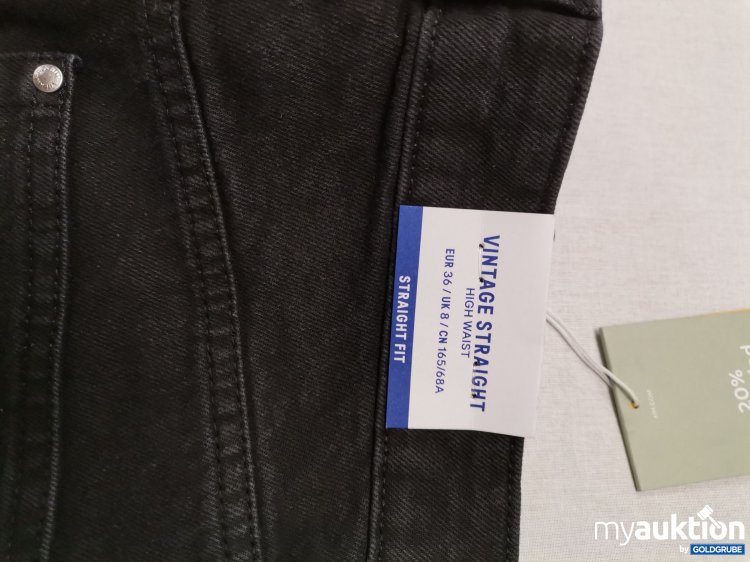 VINTAGE STRAIGHT
HIGH WAIST
EUR 36 / UK 8 / CN 165/68A
STRAIGHT FIT
20%
myauktion
by GOLDGRUBE